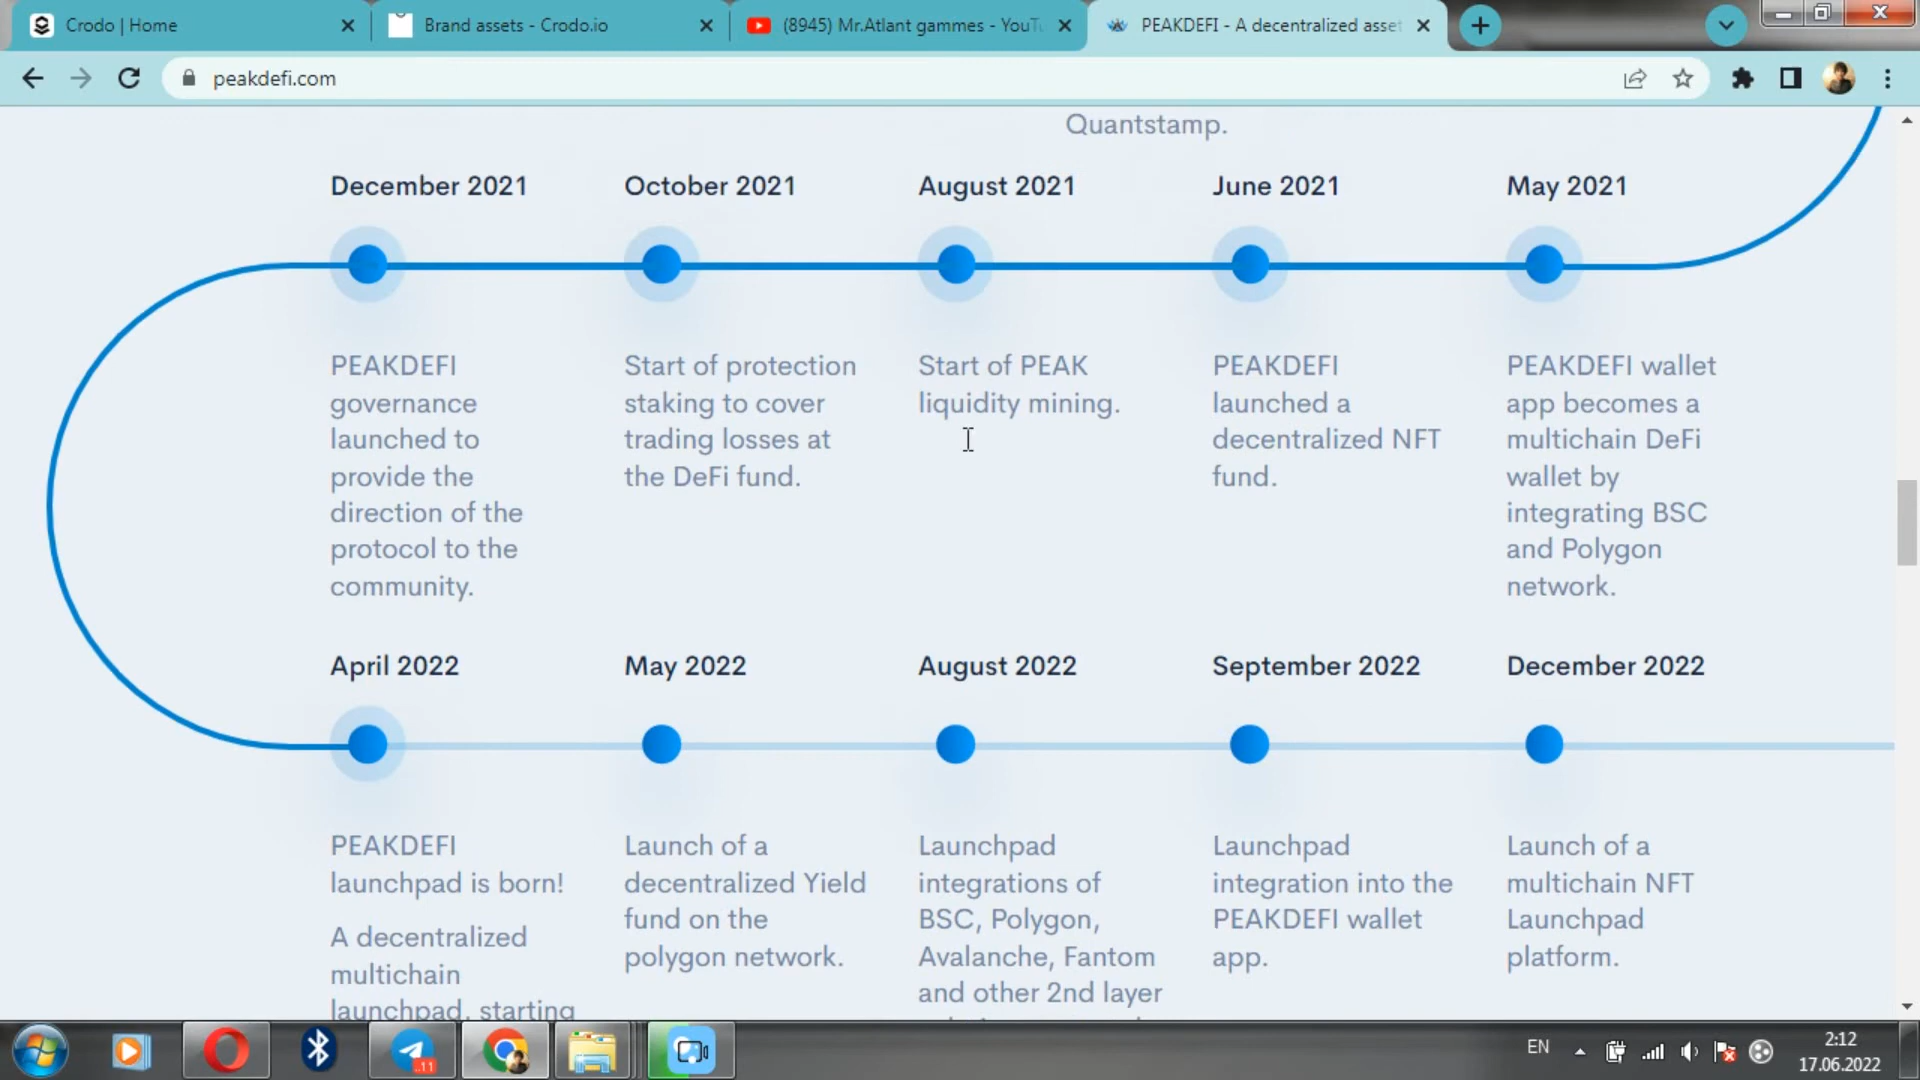 Crodo | Home
Brand assets - Crodo.io
(8945) Mr.Atlant gammes - YouTu
PEAKDEFI - A decentralized asset
peakdefi.com
Quantstamp.
December 2021
October 2021
August 2021
June 2021
May 2021
PEAKDEFI
governance
launched to
provide the
direction of the
protocol to the
community.
Start of protection
staking to cover
trading losses at
the DeFi fund.
Start of PEAK
liquidity mining.
PEAKDEFI
launched a
decentralized NFT
fund.
PEAKDEFI wallet
app becomes a
multichain DeFi
wallet by
integrating BSC
and Polygon
network.
April 2022
May 2022
August 2022
September 2022
December 2022
PEAKDEFI
launchpad is born!
A decentralized
multichain
launchpad, starting
Launch of a
decentralized Yield
fund on the
polygon network.
Launchpad
integrations of
BSC, Polygon,
Avalanche, Fantom
and other 2nd layer
Launchpad
integration into the
PEAKDEFI wallet
app.
Launch of a
multichain NFT
Launchpad
platform.
.11
EN
2:12
17.06.2022